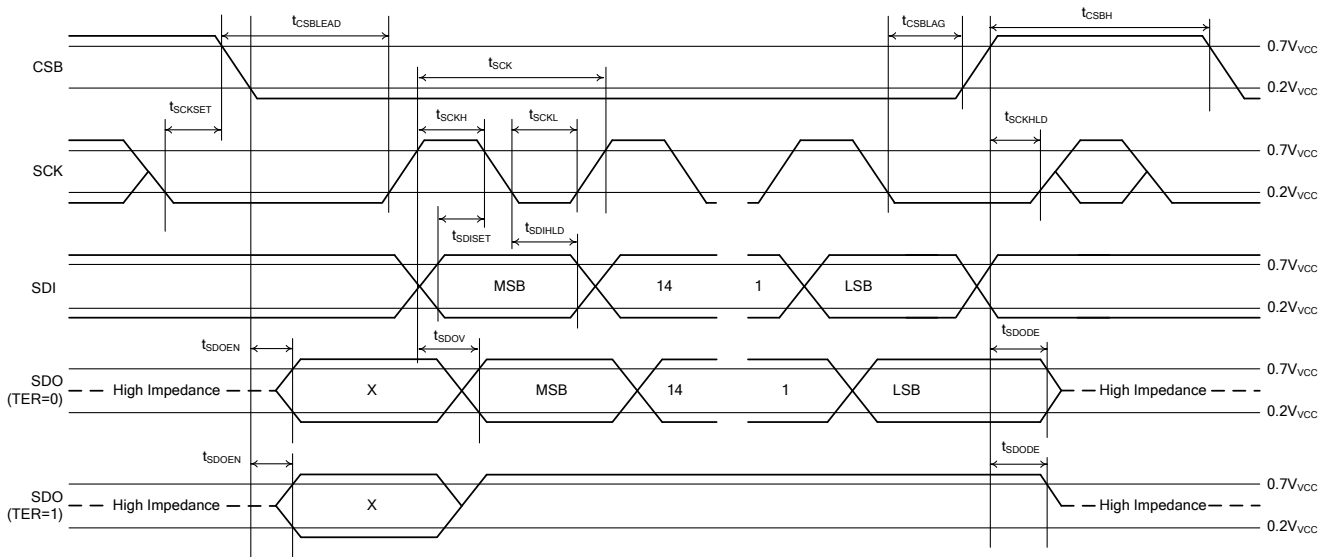 tCSBLEAD
tCSBLAG
tCSBH
CSB
0.7VVCC
tSCK
0.2VVCC
tSCKSET
tSCKH
tSCKL
tSCKHLD
SCK
0.7VVCC
0.2VVCC
tSDISET
tSDIHLD
SDI
MSB
14
1
LSB
0.7VVCC
0.2VVCC
tSDOEN
tSDOV
tSDODE
SDO
(TER=0)
High Impedance
X
MSB
14
1
LSB
High Impedance
0.7VVCC
0.2VVCC
tSDOEN
tSDODE
SDO
(TER=1)
High Impedance
X
High Impedance
0.7VVCC
0.2VVCC